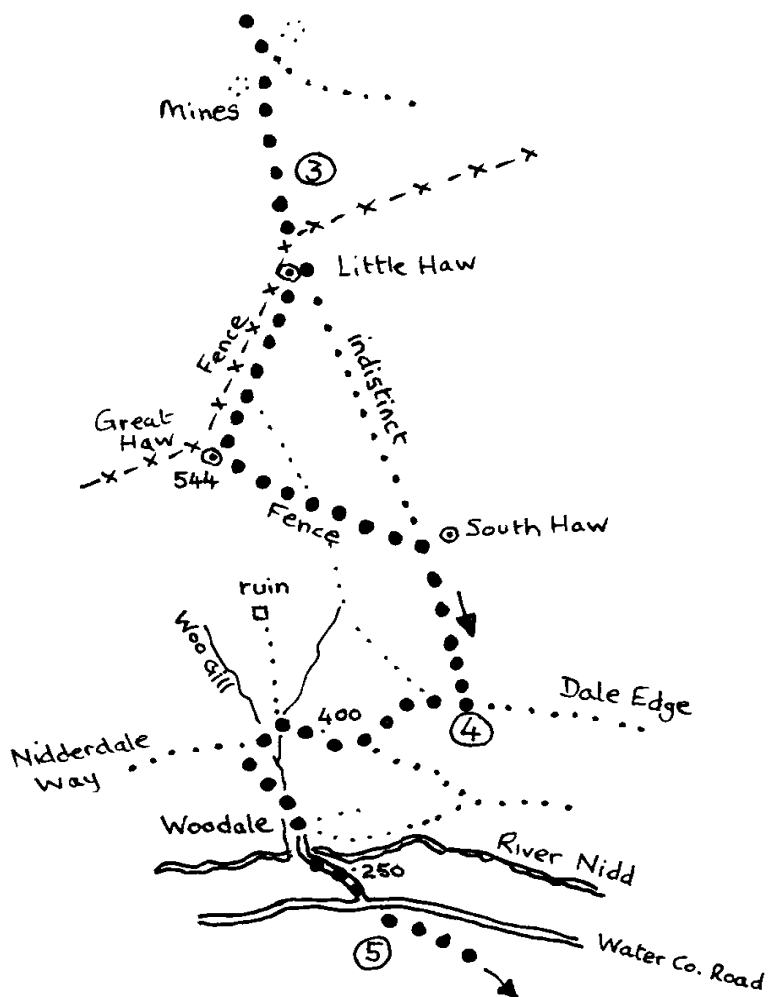 Mines
3
Little Haw
Fence
indistinct
Great
Haw
544
Fence
South Haw
ruin
Woo Gill
400
Dale Edge
4
Nidderdale
Way
Woodale
River Nidd
250
5
Water Co. Road